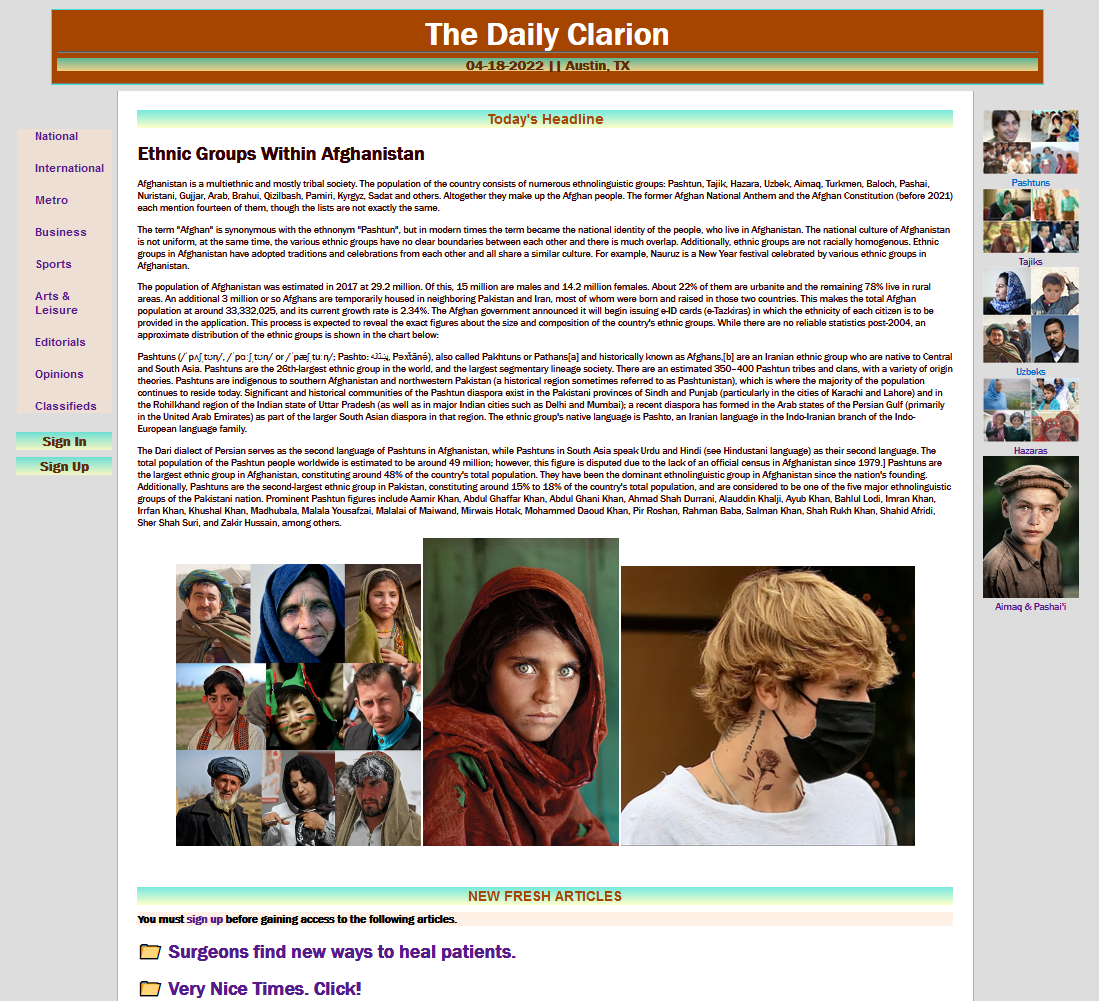 The Daily Clarion
04-18-2022 || Austin, TX
National
International
Metro
Business
Sports
Arts &
Leisure
Editorials
Opinions
Classifieds
Sign In
Sign Up
Today's Headline
Ethnic Groups Within Afghanistan
Afghanistan is a multiethnic and mostly tribal society. The population of the country consists of numerous ethnolinguistic groups: Pashtun, Tajik, Hazara, Uzbek, Aimaq, Turkmen, Baloch, Pashai,
Nuristani, Gujjar, Arab, Brahui, Qizilbash, Pamiri, Kyrgyz, Sadat and others. Altogether they make up the Afghan people. The former Afghan National Anthem and the Afghan Constitution (before 2021)
each mention fourteen of them, though the lists are not exactly the same.
The term "Afghan" is synonymous with the ethnonym "Pashtun", but in modern times the term became the national identity of the people, who live in Afghanistan. The national culture of Afghanistan
is not uniform, at the same time, the various ethnic groups have no clear boundaries between each other and there is much overlap. Additionally, ethnic groups are not racially homogenous. Ethnic
groups in Afghanistan have adopted traditions and celebrations from each other and all share a similar culture. For example, Nauruz is a New Year festival celebrated by various ethnic groups in
Afghanistan.
The population of Afghanistan was estimated in 2017 at 29.2 million. Of this, 15 million are males and 14.2 million females. About 22% of them are urbanite and the remaining 78% live in rural
areas. An additional 3 million or so Afghans are temporarily housed in neighboring Pakistan and Iran, most of whom were born and raised in those two countries. This makes the total Afghan
population at around 33,332,025, and its current growth rate is 2.34%. The Afghan government announced it will begin issuing e-ID cards (e-Tazkiras) in which the ethnicity of each citizen is to be
provided in the application. This process is expected to reveal the exact figures about the size and composition of the country's ethnic groups. While there are no reliable statistics post-2004, an
approximate distribution of the ethnic groups is shown in the chart below:
Pashtuns (/ˈpʌʃˌtʊn/, /ˈpɑːʃˌtʊn/ or /ˈpæʃˌtuːn/; Pashto: پښتانه, Pəx̌tānə́), also called Pakhtuns or Pathans[a] and historically known as Afghans,[b] are an Iranian ethnic group who are native to Central
and South Asia. Pashtuns are the 26th-largest ethnic group in the world, and the largest segmentary lineage society. There are an estimated 350–400 Pashtun tribes and clans, with a variety of origin
theories. Pashtuns are indigenous to southern Afghanistan and northwestern Pakistan (a historical region sometimes referred to as Pashtunistan), which is where the majority of the population
continues to reside today. Significant and historical communities of the Pashtun diaspora exist in the Pakistani provinces of Sindh and Punjab (particularly in the cities of Karachi and Lahore) and in
the Rohilkhand region of the Indian state of Uttar Pradesh (as well as in major Indian cities such as Delhi and Mumbai); a recent diaspora has formed in the Arab states of the Persian Gulf (primarily
in the United Arab Emirates) as part of the larger South Asian diaspora in that region. The ethnic group's native language is Pashto, an Iranian language in the Indo-Iranian branch of the Indo-
European language family.
The Dari dialect of Persian serves as the second language of Pashtuns in Afghanistan, while Pashtuns in South Asia speak Urdu and Hindi (see Hindustani language) as their second language. The
total population of the Pashtun people worldwide is estimated to be around 49 million; however, this figure is disputed due to the lack of an official census in Afghanistan since 1979.] Pashtuns are
the largest ethnic group in Afghanistan, constituting around 48% of the country's total population. They have been the dominant ethnolinguistic group in Afghanistan since the nation's founding.
Additionally, Pashtuns are the second-largest ethnic group in Pakistan, constituting around 15% to 18% of the country's total population, and are considered to be one of the five major ethnolinguistic
groups of the Pakistani nation. Prominent Pashtun figures include Aamir Khan, Abdul Ghaffar Khan, Abdul Ghani Khan, Ahmad Shah Durrani, Alauddin Khalji, Ayub Khan, Bahlul Lodi, Imran Khan,
Irrfan Khan, Khushal Khan, Madhubala, Malala Yousafzai, Malalai of Maiwand, Mirwais Hotak, Mohammed Daoud Khan, Pir Roshan, Rahman Baba, Salman Khan, Shah Rukh Khan, Shahid Afridi,
Sher Shah Suri, and Zakir Hussain, among others.
NEW FRESH ARTICLES
You must sign up before gaining access to the following articles.
Surgeons find new ways to heal patients.
Very Nice Times. Click!
Pashtuns
Tajiks
Uzbeks
Hazaras
Aimaq & Pashai'i